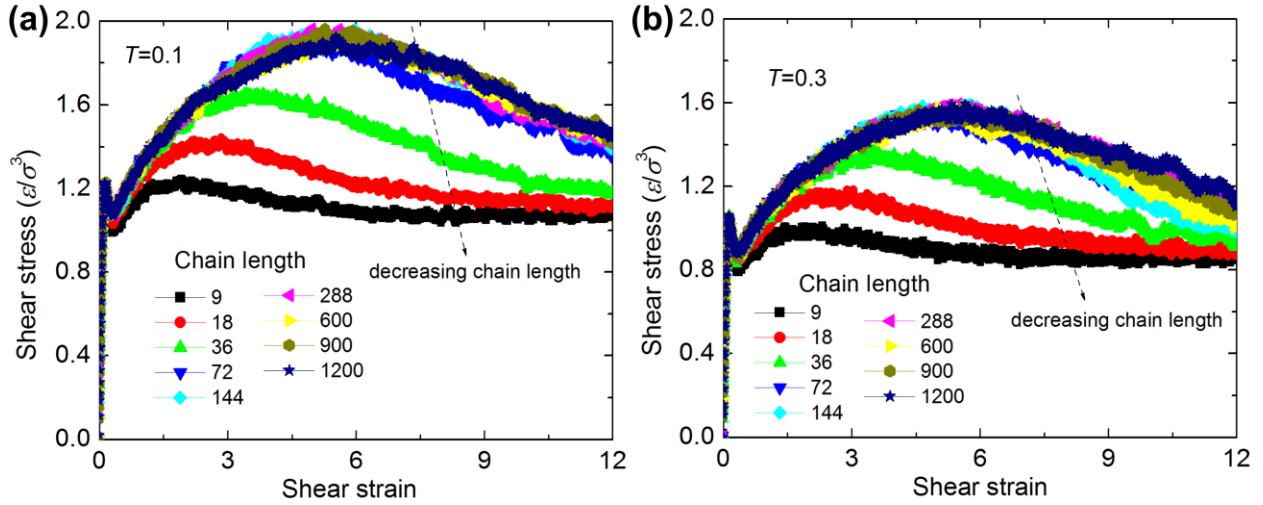 (a)
T=0.1
Shear stress (ε/σ³)
2.0
1.6
1.2
0.8
0.4
0.0
decreasing chain length
Chain length
9
18
36
72
144
288
600
900
1200
0 3 6 9 12
Shear strain
(b)
T=0.3
Shear stress (ε/σ³)
2.0
1.6
1.2
0.8
0.4
0.0
decreasing chain length
Chain length
9
18
36
72
144
288
600
900
1200
0 3 6 9 12
Shear strain